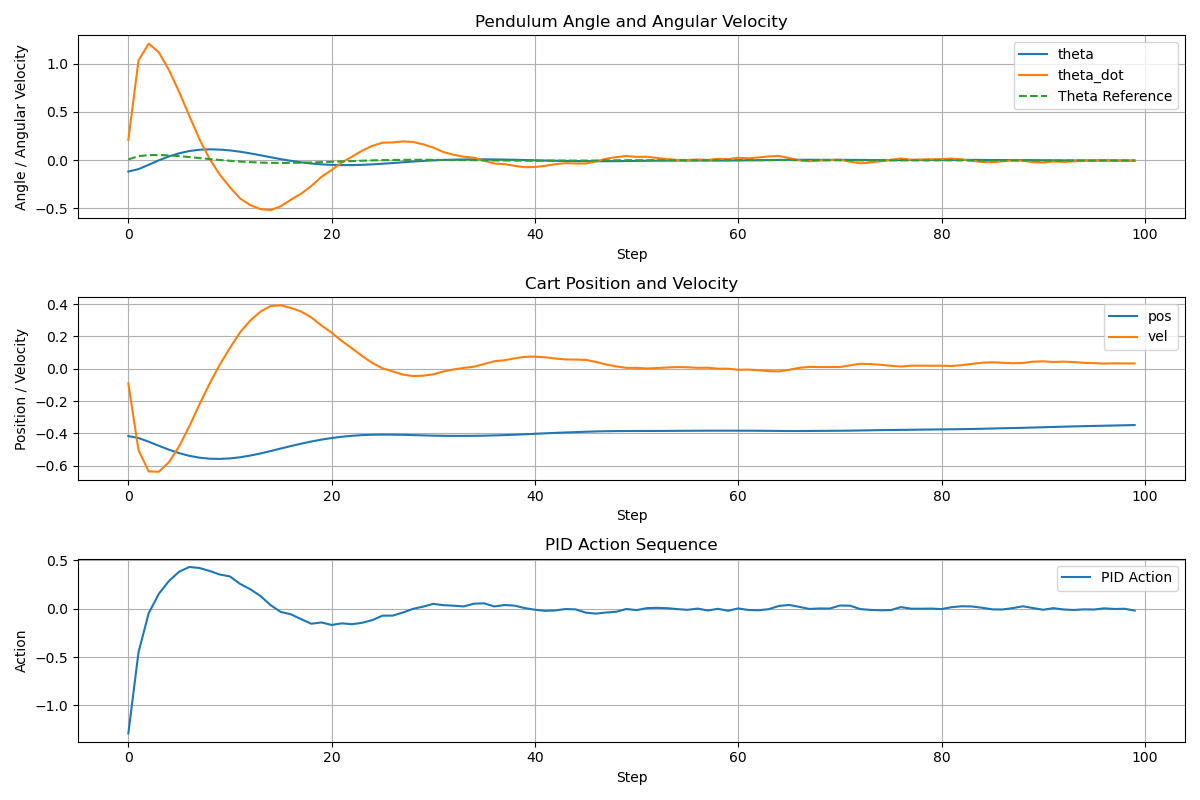 Pendulum Angle and Angular Velocity
Angle / Angular Velocity
1.0
0.5
0.0
−0.5
theta
theta_dot
Theta Reference
0 20 40 60 80 100
Step
Cart Position and Velocity
Position / Velocity
0.4
0.2
0.0
−0.2
−0.4
−0.6
pos
vel
0 20 40 60 80 100
Step
PID Action Sequence
Action
0.5
0.0
−0.5
−1.0
PID Action
0 20 40 60 80 100
Step